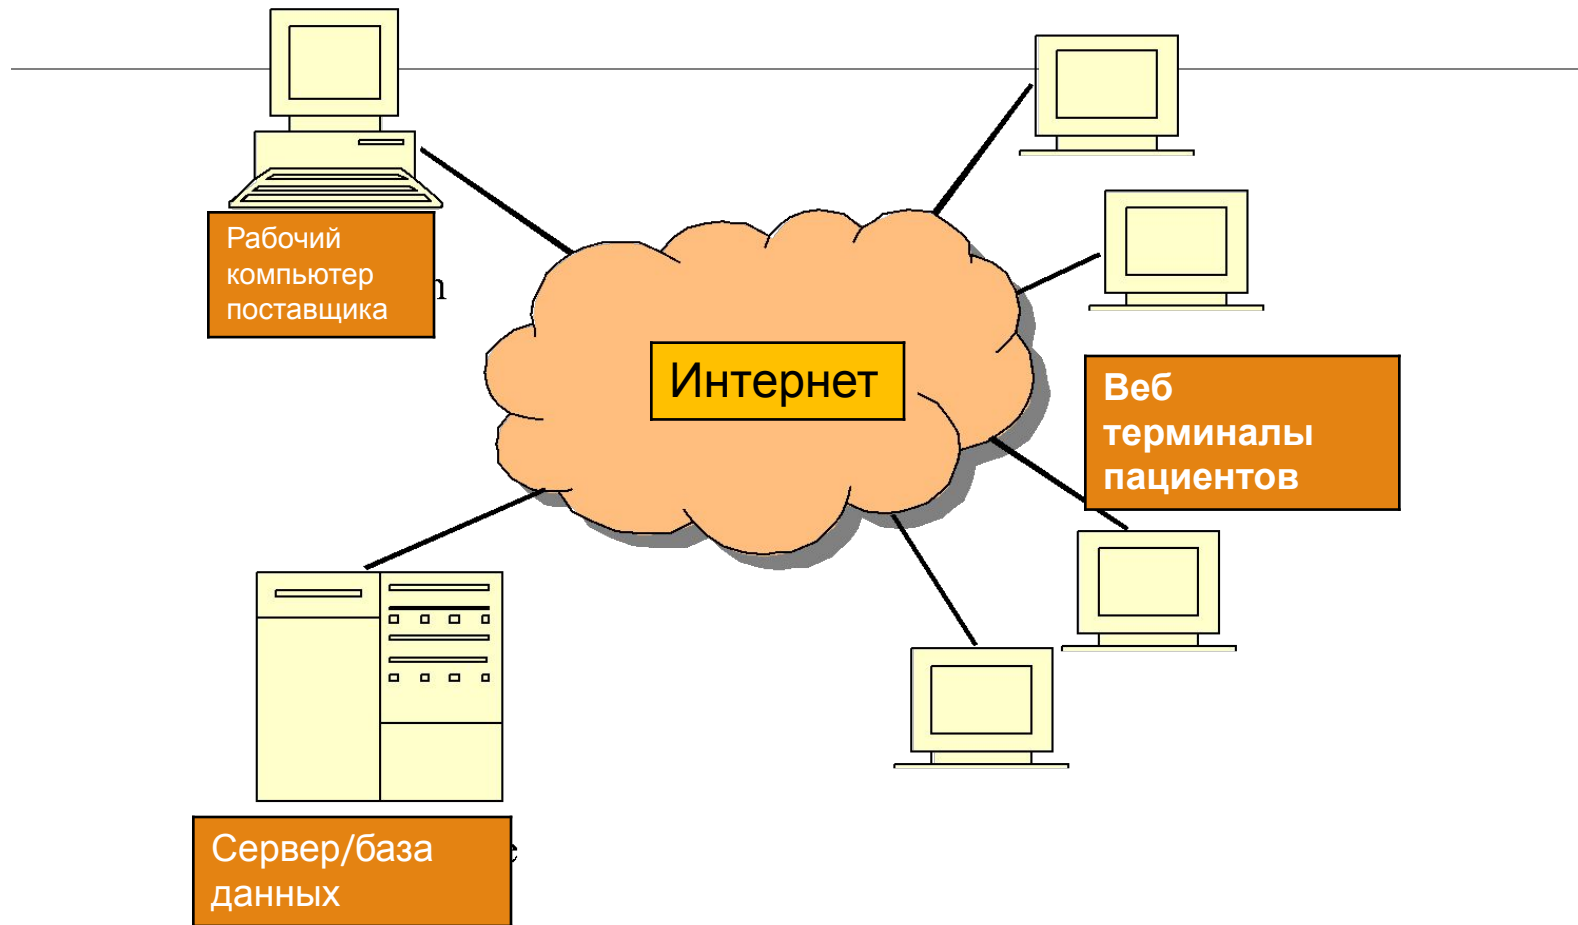 Рабочий
компьютер
поставщика
n
Интернет
Веб
терминалы
пациентов
Сервер/база
e
данных